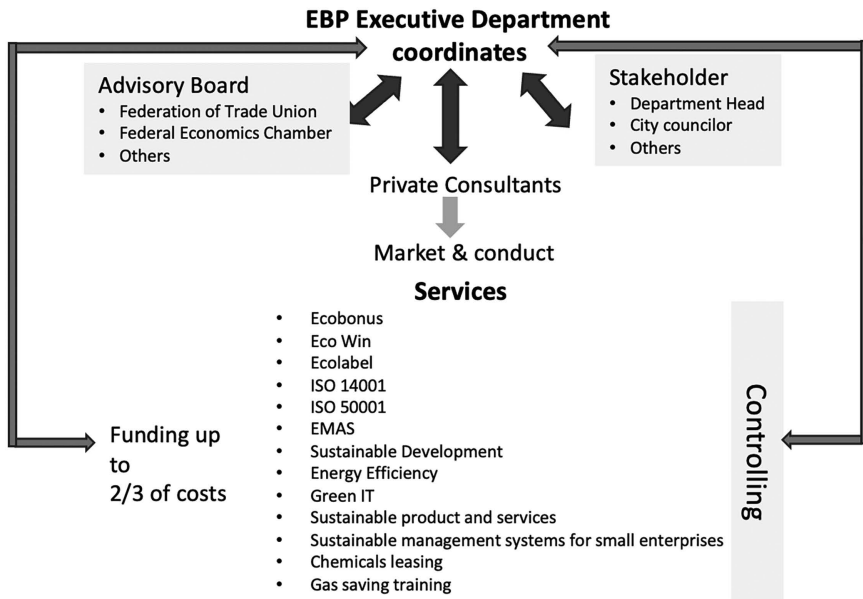 EBP Executive Department
coordinates
Advisory Board
• Federation of Trade Union
• Federal Economics Chamber
• Others
Stakeholder
• Department Head
• City councilor
• Others
Private Consultants
Market & conduct
Services
• Ecobonus
• Eco Win
• Ecolabel
• ISO 14001
• ISO 50001
• EMAS
• Sustainable Development
• Energy Efficiency
• Green IT
• Sustainable product and services
• Sustainable management systems for small enterprises
• Chemicals leasing
• Gas saving training
Funding up
to
2/3 of costs
Controlling